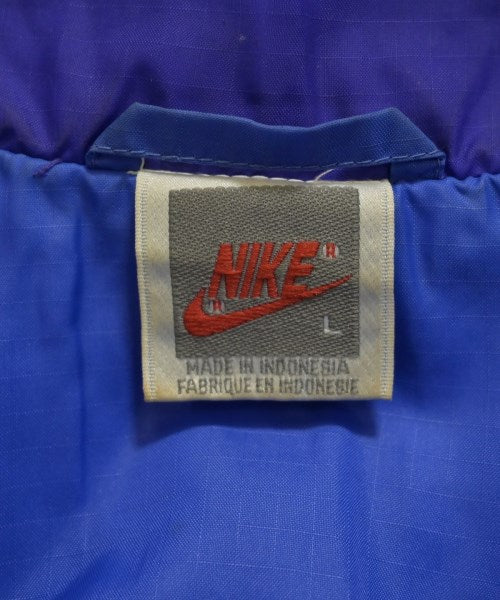 NIKE ®
®
L
MADE IN INDONESIA
FABRIQUE EN INDONESIE